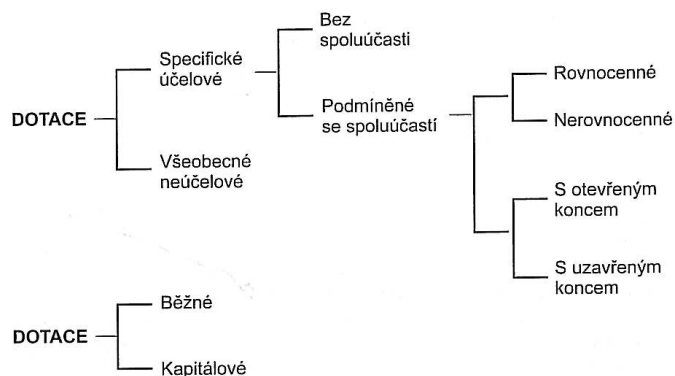 DOTACE
Specifické
účelové
Všeobecné
neúčelové
Bez
spoluúčasti
Podmíněné
se spoluúčastí
Rovnocenné
Nerovnocenné
S otevřeným
koncem
S uzavřeným
koncem
DOTACE
Běžné
Kapitálové